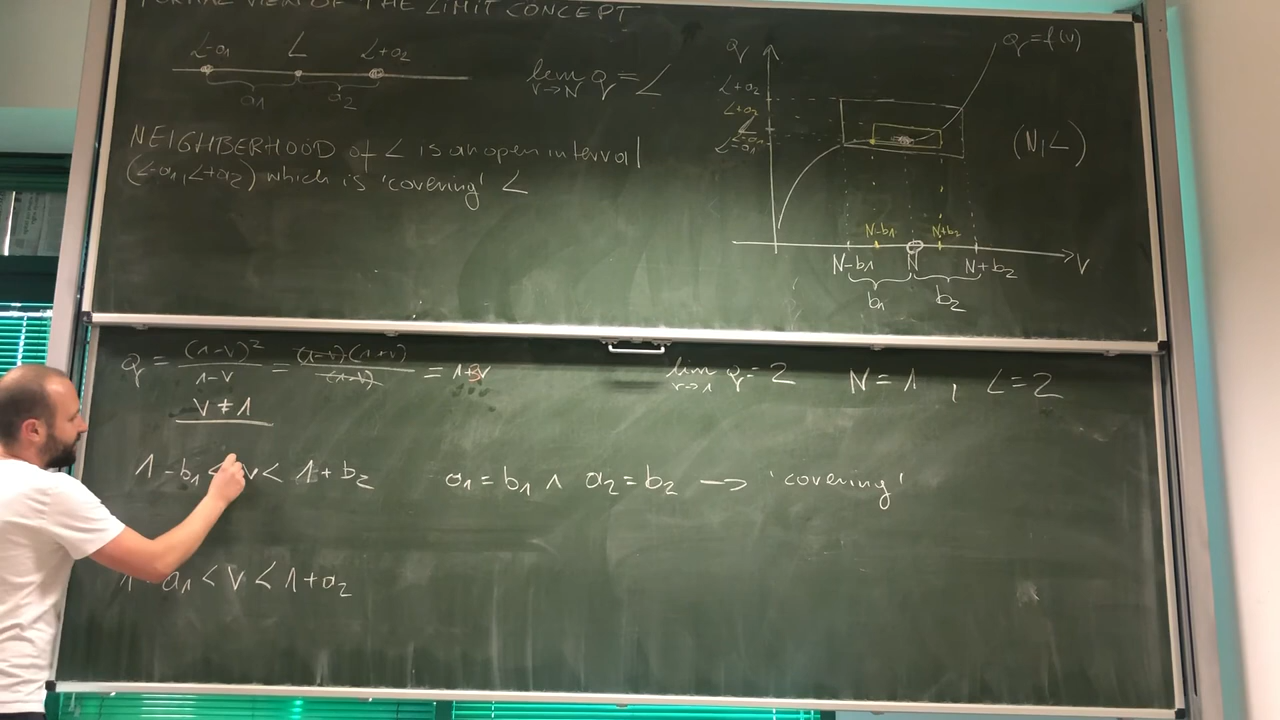 FORMAL VIEW OF THE LIMIT CONCEPT
L-a1 L L+a2
a1 a2
lim v→N q = L
NEIGHBERHOOD of L is an open interval
(L-a1, L+a2) which is 'covering' L
q q=f(v)
L+a2
L+a2
L
L-a1
L-a1
(N,L)
N-b1 N+b2
N-b1 N N+b2 v
b1 b2
q = (1-v)² / 1-v = (1-v)(1+v) / (1-v) = 1+v
v≠1
lim v→1 q = 2 N=1 , L=2
1-b1 < v < 1+b2 a1=b1 ∧ a2=b2 → 'covering'
a1 < v < 1+a2